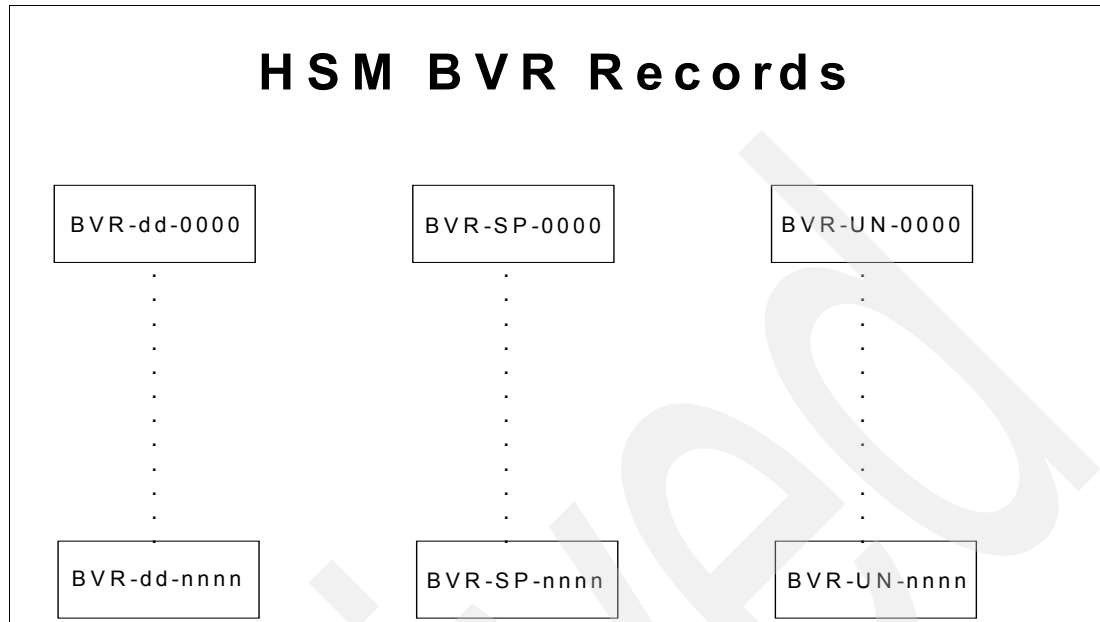 HSM BVR Records
BVR-dd-0000
BVR-SP-0000
BVR-UN-0000
BVR-dd-nnnn
BVR-SP-nnnn
BVR-UN-nnnn